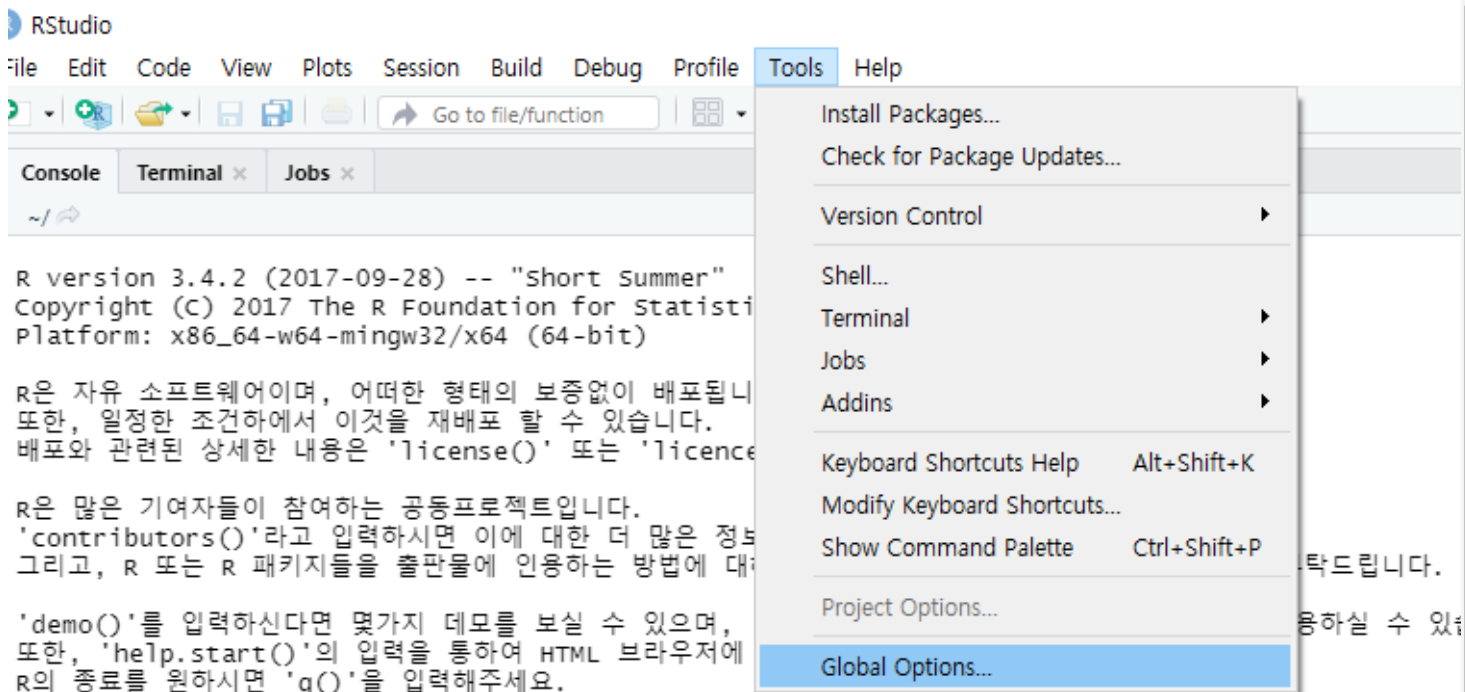 RStudio
File Edit Code View Plots Session Build Debug Profile Tools Help
Go to file/function
Console Terminal Jobs
~/
R version 3.4.2 (2017-09-28) -- "Short Summer"
Copyright (C) 2017 The R Foundation for Statisti
Platform: x86_64-w64-mingw32/x64 (64-bit)
R은 자유 소프트웨어이며, 어떠한 형태의 보증없이 배포됩니
또한, 일정한 조건하에서 이것을 재배포 할 수 있습니다.
배포와 관련된 상세한 내용은 'license()' 또는 'licence
R은 많은 기여자들이 참여하는 공동프로젝트입니다.
'contributors()'라고 입력하시면 이에 대한 더 많은 정보
그리고, R 또는 R 패키지들을 출판물에 인용하는 방법에 대 탁드립니다.
'demo()'를 입력하신다면 몇가지 데모를 보실 수 있으며, 용하실 수 있
또한, 'help.start()'의 입력을 통하여 HTML 브라우저에
R의 종료를 원하시면 'q()'을 입력해주세요.
Install Packages...
Check for Package Updates...
Version Control
Shell...
Terminal
Jobs
Addins
Keyboard Shortcuts Help Alt+Shift+K
Modify Keyboard Shortcuts...
Show Command Palette Ctrl+Shift+P
Project Options...
Global Options...